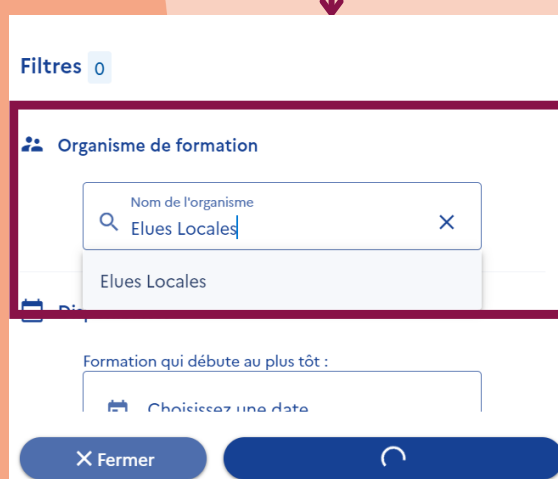 Filtres 0
Organisme de formation
Nom de l'organisme
Elues Locales
Elues Locales
Formation qui débute au plus tôt :
Choisissez une date
Fermer